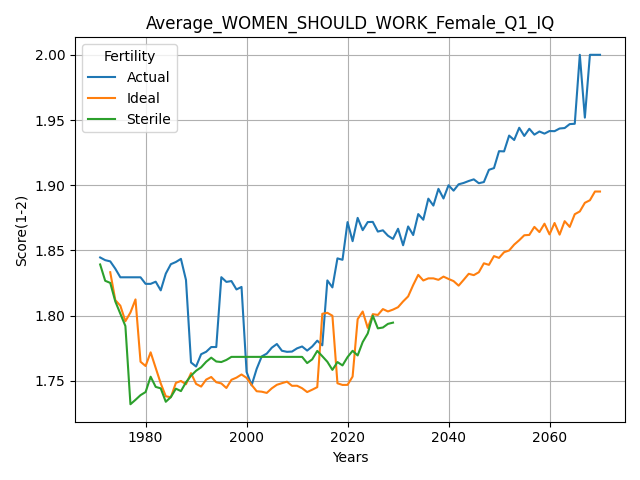 Average_WOMEN_SHOULD_WORK_Female_Q1_IQ
Fertility
Actual
Ideal
Sterile
Score(1-2)
2.00
1.95
1.90
1.85
1.80
1.75
1980 2000 2020 2040 2060
Years